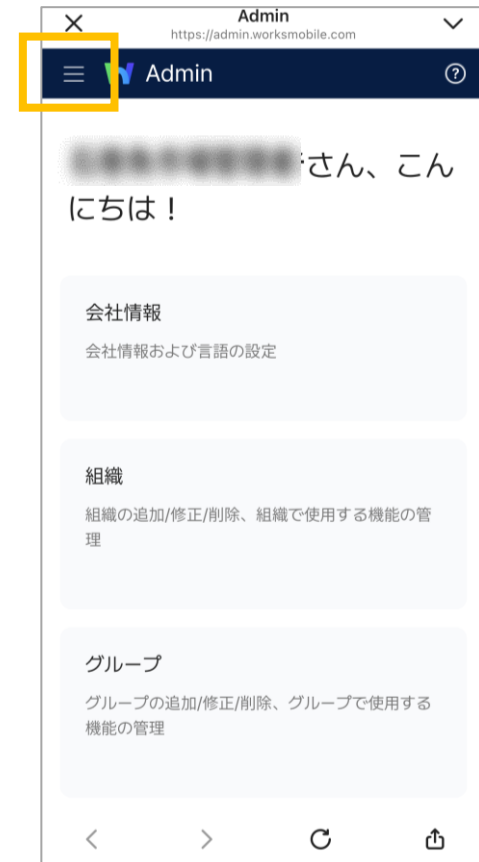 Admin
https://admin.worksmobile.com
Admin
さん、こん
にちは！
会社情報
会社情報および言語の設定
組織
組織の追加/修正/削除、組織で使用する機能の管
理
グループ
グループの追加/修正/削除、グループで使用する
機能の管理